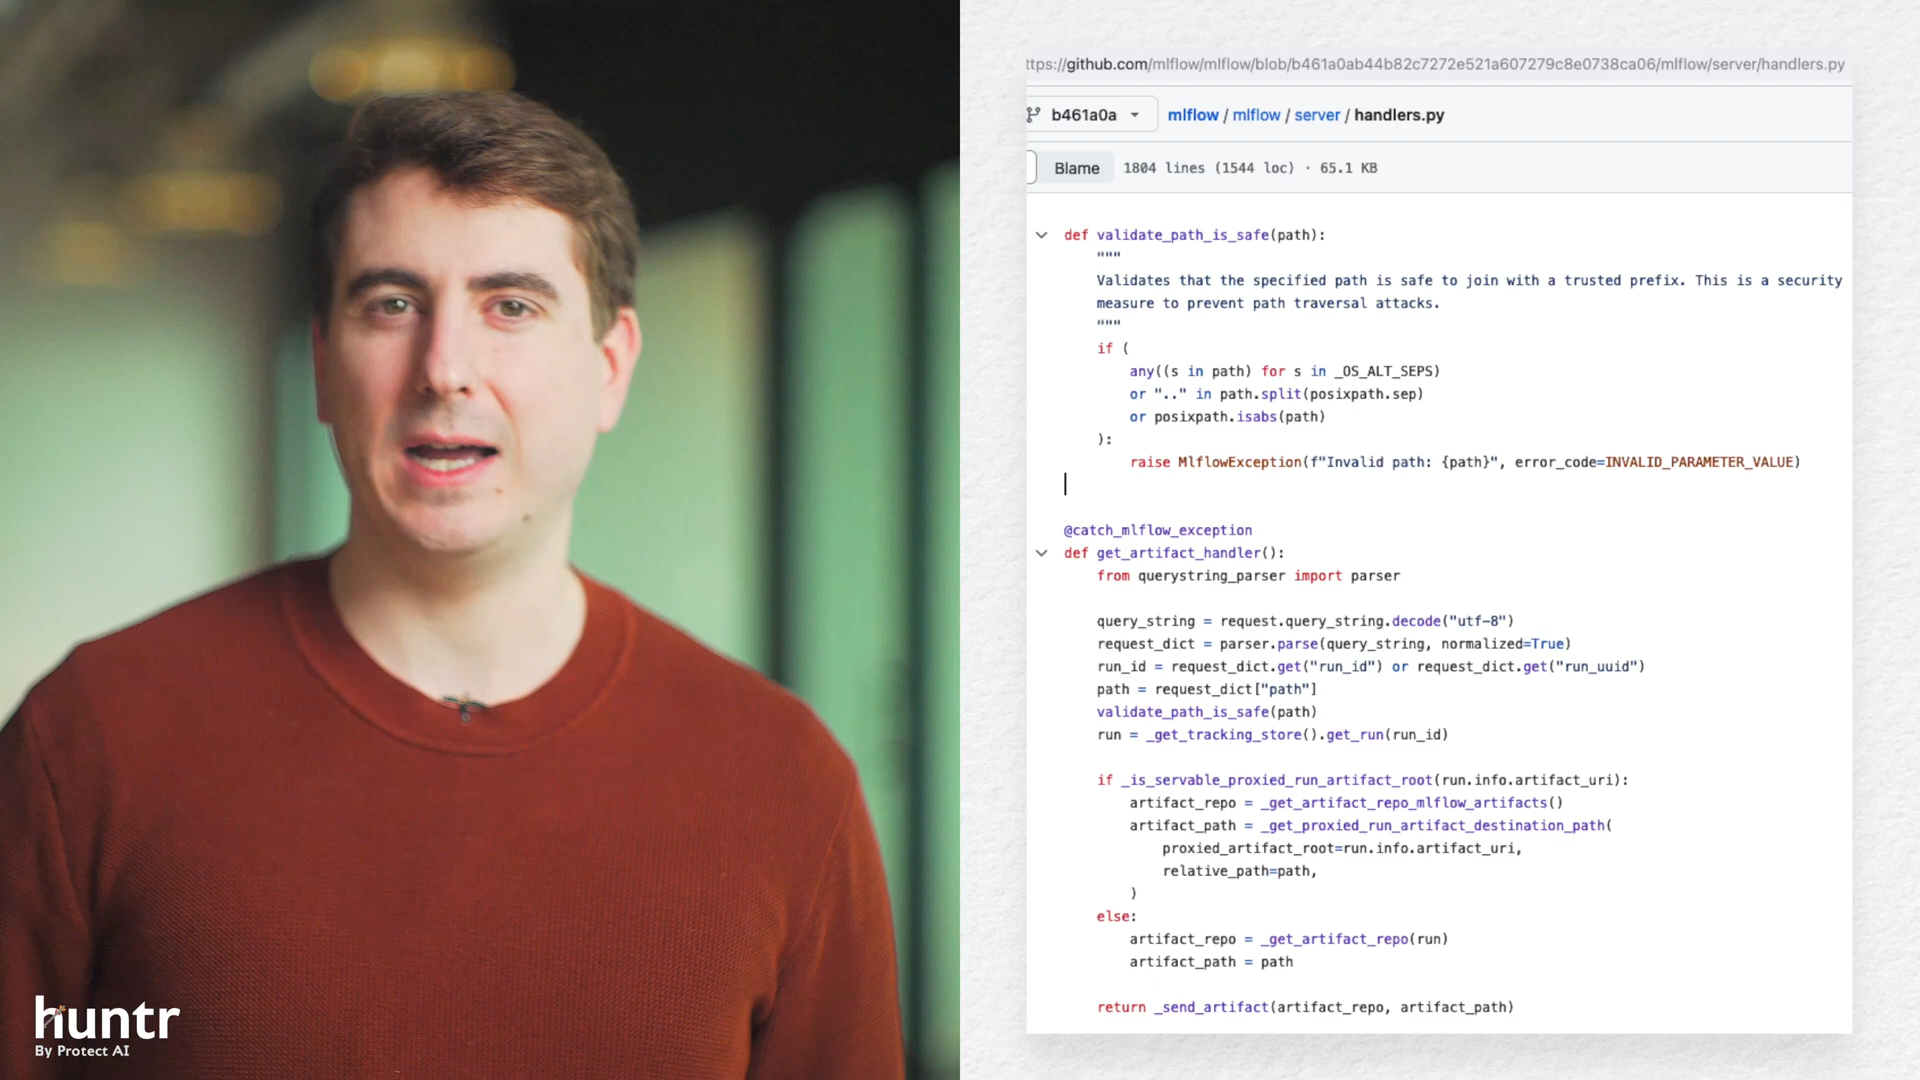 ttps://github.com/mlflow/mlflow/blob/b461a0ab44b82c7272e521a607279c8e0738ca06/mlflow/server/handlers.py
b461a0a mlflow / mlflow / server / handlers.py
Blame 1804 lines (1544 loc) · 65.1 KB
def validate_path_is_safe(path):
"""
Validates that the specified path is safe to join with a trusted prefix. This is a security
measure to prevent path traversal attacks.
"""
if (
any((s in path) for s in _OS_ALT_SEPS)
or ".." in path.split(posixpath.sep)
or posixpath.isabs(path)
):
raise MlflowException(f"Invalid path: {path}", error_code=INVALID_PARAMETER_VALUE)
@catch_mlflow_exception
def get_artifact_handler():
from querystring_parser import parser
query_string = request.query_string.decode("utf-8")
request_dict = parser.parse(query_string, normalized=True)
run_id = request_dict.get("run_id") or request_dict.get("run_uuid")
path = request_dict["path"]
validate_path_is_safe(path)
run = _get_tracking_store().get_run(run_id)
if _is_servable_proxied_run_artifact_root(run.info.artifact_uri):
artifact_repo = _get_artifact_repo_mlflow_artifacts()
artifact_path = _get_proxied_run_artifact_destination_path(
proxied_artifact_root=run.info.artifact_uri,
relative_path=path,
)
else:
artifact_repo = _get_artifact_repo(run)
artifact_path = path
return _send_artifact(artifact_repo, artifact_path)
huntr
By Protect AI